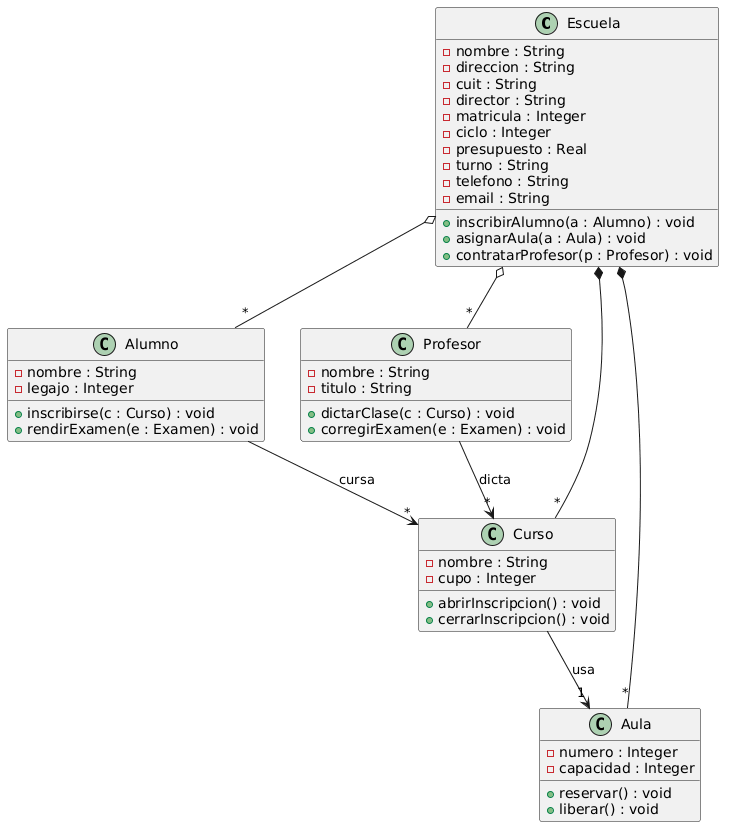 Escuela
nombre : String
direccion : String
cuit : String
director : String
matricula : Integer
ciclo : Integer
presupuesto : Real
turno : String
telefono : String
email : String
inscribirAlumno(a : Alumno) : void
asignarAula(a : Aula) : void
contratarProfesor(p : Profesor) : void
*
*
Alumno
nombre : String
legajo : Integer
inscribirse(c : Curso) : void
rendirExamen(e : Examen) : void
Profesor
nombre : String
titulo : String
dictarClase(c : Curso) : void
corregirExamen(e : Examen) : void
cursa
*
dicta
*
*
Curso
nombre : String
cupo : Integer
abrirInscripcion() : void
cerrarInscripcion() : void
usa
1
*
Aula
numero : Integer
capacidad : Integer
reservar() : void
liberar() : void